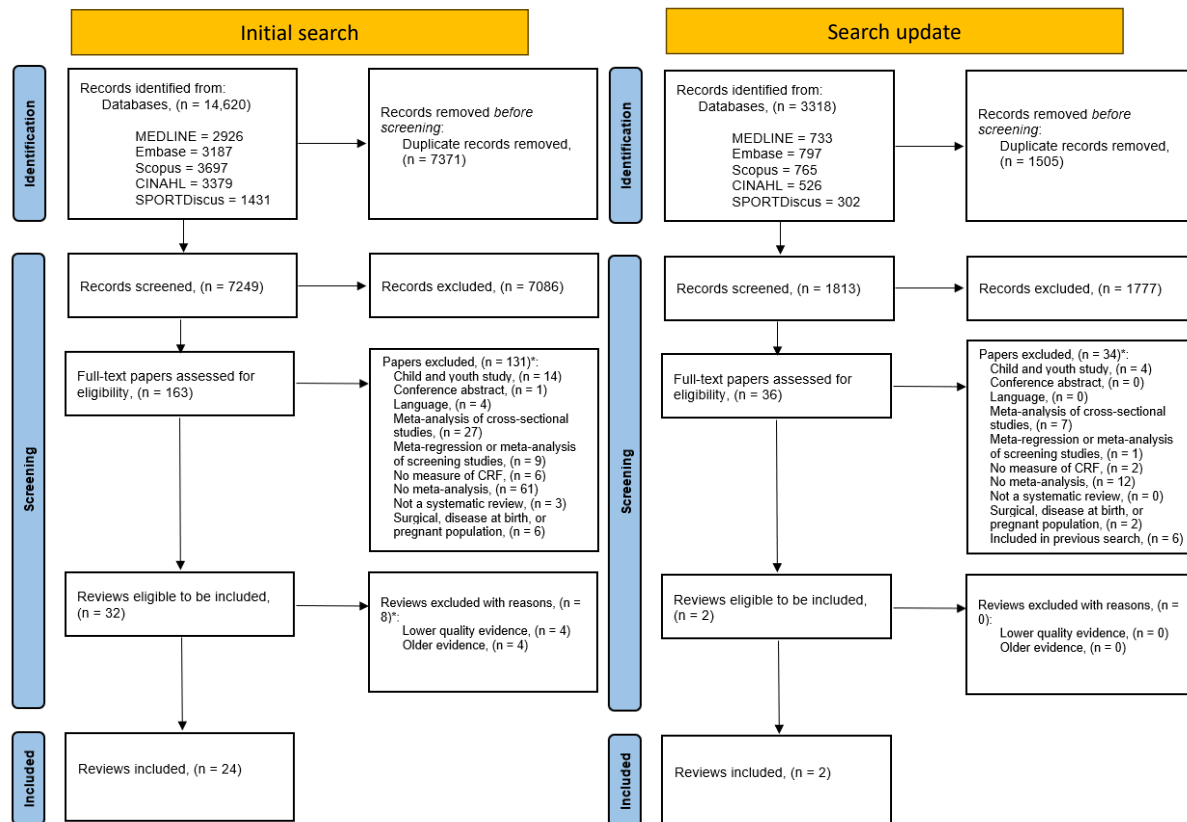 Initial search
Identification
Records identified from:
Databases, (n = 14,620)
MEDLINE = 2926
Embase = 3187
Scopus = 3697
CINAHL = 3379
SPORTDiscus = 1431
Records removed before
screening:
Duplicate records removed,
(n = 7371)
Screening
Records screened, (n = 7249)
Records excluded, (n = 7086)
Full-text papers assessed for
eligibility, (n = 163)
Papers excluded, (n = 131)*:
Child and youth study, (n = 14)
Conference abstract, (n = 1)
Language, (n = 4)
Meta-analysis of cross-sectional
studies, (n = 27)
Meta-regression or meta-analysis
of screening studies, (n = 9)
No measure of CRF, (n = 6)
No meta-analysis, (n = 61)
Not a systematic review, (n = 3)
Surgical, disease at birth, or
pregnant population, (n = 6)
Reviews eligible to be included,
(n = 32)
Reviews excluded with reasons, (n =
8)*:
Lower quality evidence, (n = 4)
Older evidence, (n = 4)
Included
Reviews included, (n = 24)
Search update
Identification
Records identified from:
Databases, (n = 3318)
MEDLINE = 733
Embase = 797
Scopus = 765
CINAHL = 526
SPORTDiscus = 302
Records removed before
screening:
Duplicate records removed,
(n = 1505)
Screening
Records screened, (n = 1813)
Records excluded, (n = 1777)
Full-text papers assessed for
eligibility, (n = 36)
Papers excluded, (n = 34)*:
Child and youth study, (n = 4)
Conference abstract, (n = 0)
Language, (n = 0)
Meta-analysis of cross-sectional
studies, (n = 7)
Meta-regression or meta-analysis
of screening studies, (n = 1)
No measure of CRF, (n = 2)
No meta-analysis, (n = 12)
Not a systematic review, (n = 0)
Surgical, disease at birth, or
pregnant population, (n = 2)
Included in previous search, (n = 6)
Reviews eligible to be included,
(n = 2)
Reviews excluded with reasons, (n =
0):
Lower quality evidence, (n = 0)
Older evidence, (n = 0)
Included
Reviews included, (n = 2)